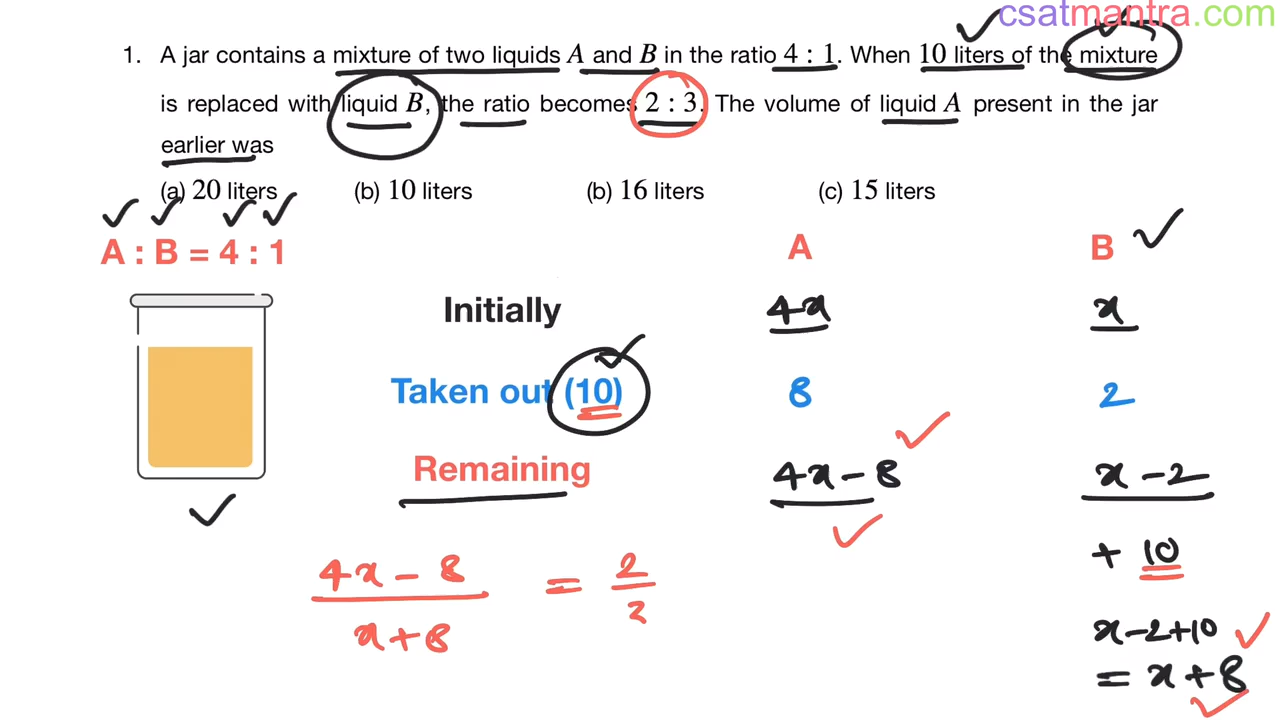 csatmantra.com
1. A jar contains a mixture of two liquids A and B in the ratio 4 : 1. When 10 liters of the mixture
is replaced with liquid B, the ratio becomes 2 : 3. The volume of liquid A present in the jar
earlier was
(a) 20 liters (b) 10 liters (b) 16 liters (c) 15 liters
A : B = 4 : 1
A B
Initially 4x x
Taken out (10) 8 2
Remaining 4x - 8 x - 2
+ 10
4x - 8 = 2
x + 8
x - 2 + 10
= x + 8